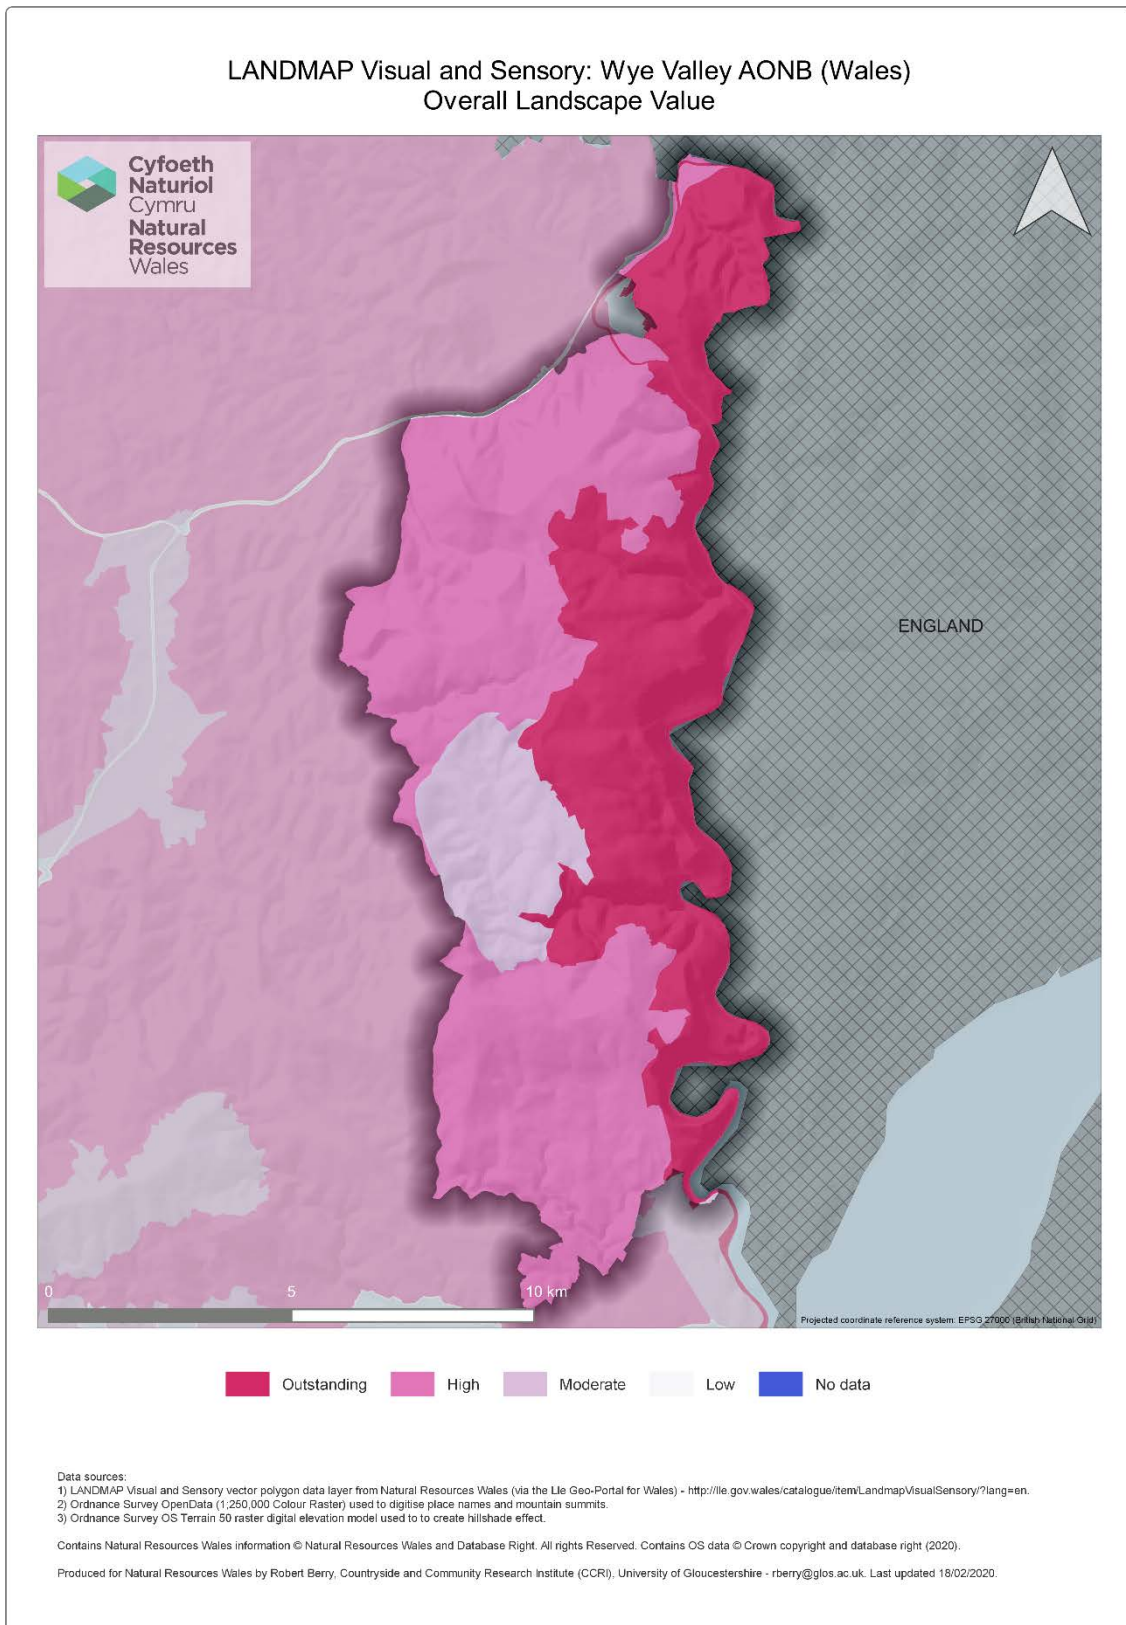 LANDMAP Visual and Sensory: Wye Valley AONB (Wales)
Overall Landscape Value
Cyfoeth
Naturiol
Cymru
Natural
Resources
Wales
ENGLAND
0 5 10 km
Projected coordinate reference system: EPSG 27000 (British National Grid)
Outstanding High Moderate Low No data
Data sources:
1) LANDMAP Visual and Sensory vector polygon data layer from Natural Resources Wales (via the Lle Geo-Portal for Wales) - http://lle.gov.wales/catalogue/item/LandmapVisualSensory/?lang=en.
2) Ordnance Survey OpenData (1;250,000 Colour Raster) used to digitise place names and mountain summits.
3) Ordnance Survey OS Terrain 50 raster digital elevation model used to to create hillshade effect.
Contains Natural Resources Wales information © Natural Resources Wales and Database Right. All rights Reserved. Contains OS data © Crown copyright and database right (2020).
Produced for Natural Resources Wales by Robert Berry, Countryside and Community Research Institute (CCRI), University of Gloucestershire - rberry@glos.ac.uk. Last updated 18/02/2020.